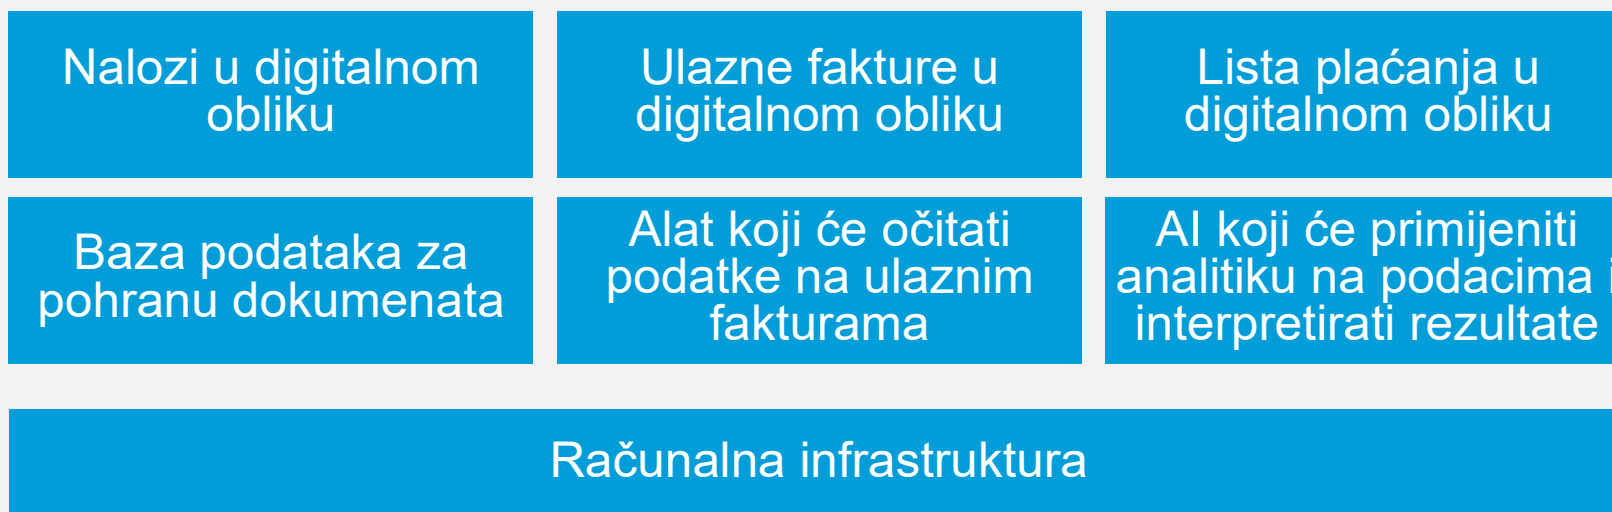 Nalozi u digitalnom
obliku
Ulazne fakture u
digitalnom obliku
Lista plaćanja u
digitalnom obliku
Baza podataka za
pohranu dokumenata
Alat koji će očitati
podatke na ulaznim
fakturama
AI koji će primijeniti
analitiku na podacima i
interpretirati rezultate
Računalna infrastruktura